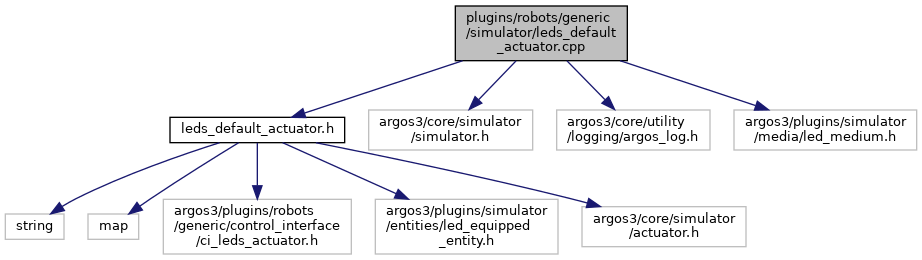 plugins/robots/generic
/simulator/leds_default
_actuator.cpp
leds_default_actuator.h
argos3/core/simulator
/simulator.h
argos3/core/utility
/logging/argos_log.h
argos3/plugins/simulator
/media/led_medium.h
string
map
argos3/plugins/robots
/generic/control_interface
/ci_leds_actuator.h
argos3/plugins/simulator
/entities/led_equipped
_entity.h
argos3/core/simulator
/actuator.h